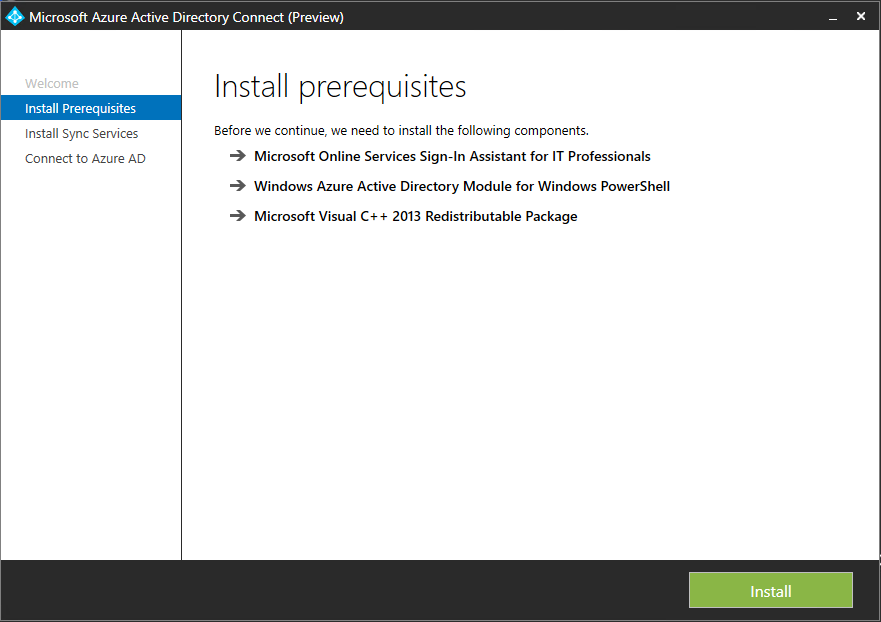 Microsoft Azure Active Directory Connect (Preview)
Welcome
Install Prerequisites
Install Sync Services
Connect to Azure AD
Install prerequisites
Before we continue, we need to install the following components.
Microsoft Online Services Sign-In Assistant for IT Professionals
Windows Azure Active Directory Module for Windows PowerShell
Microsoft Visual C++ 2013 Redistributable Package
Install